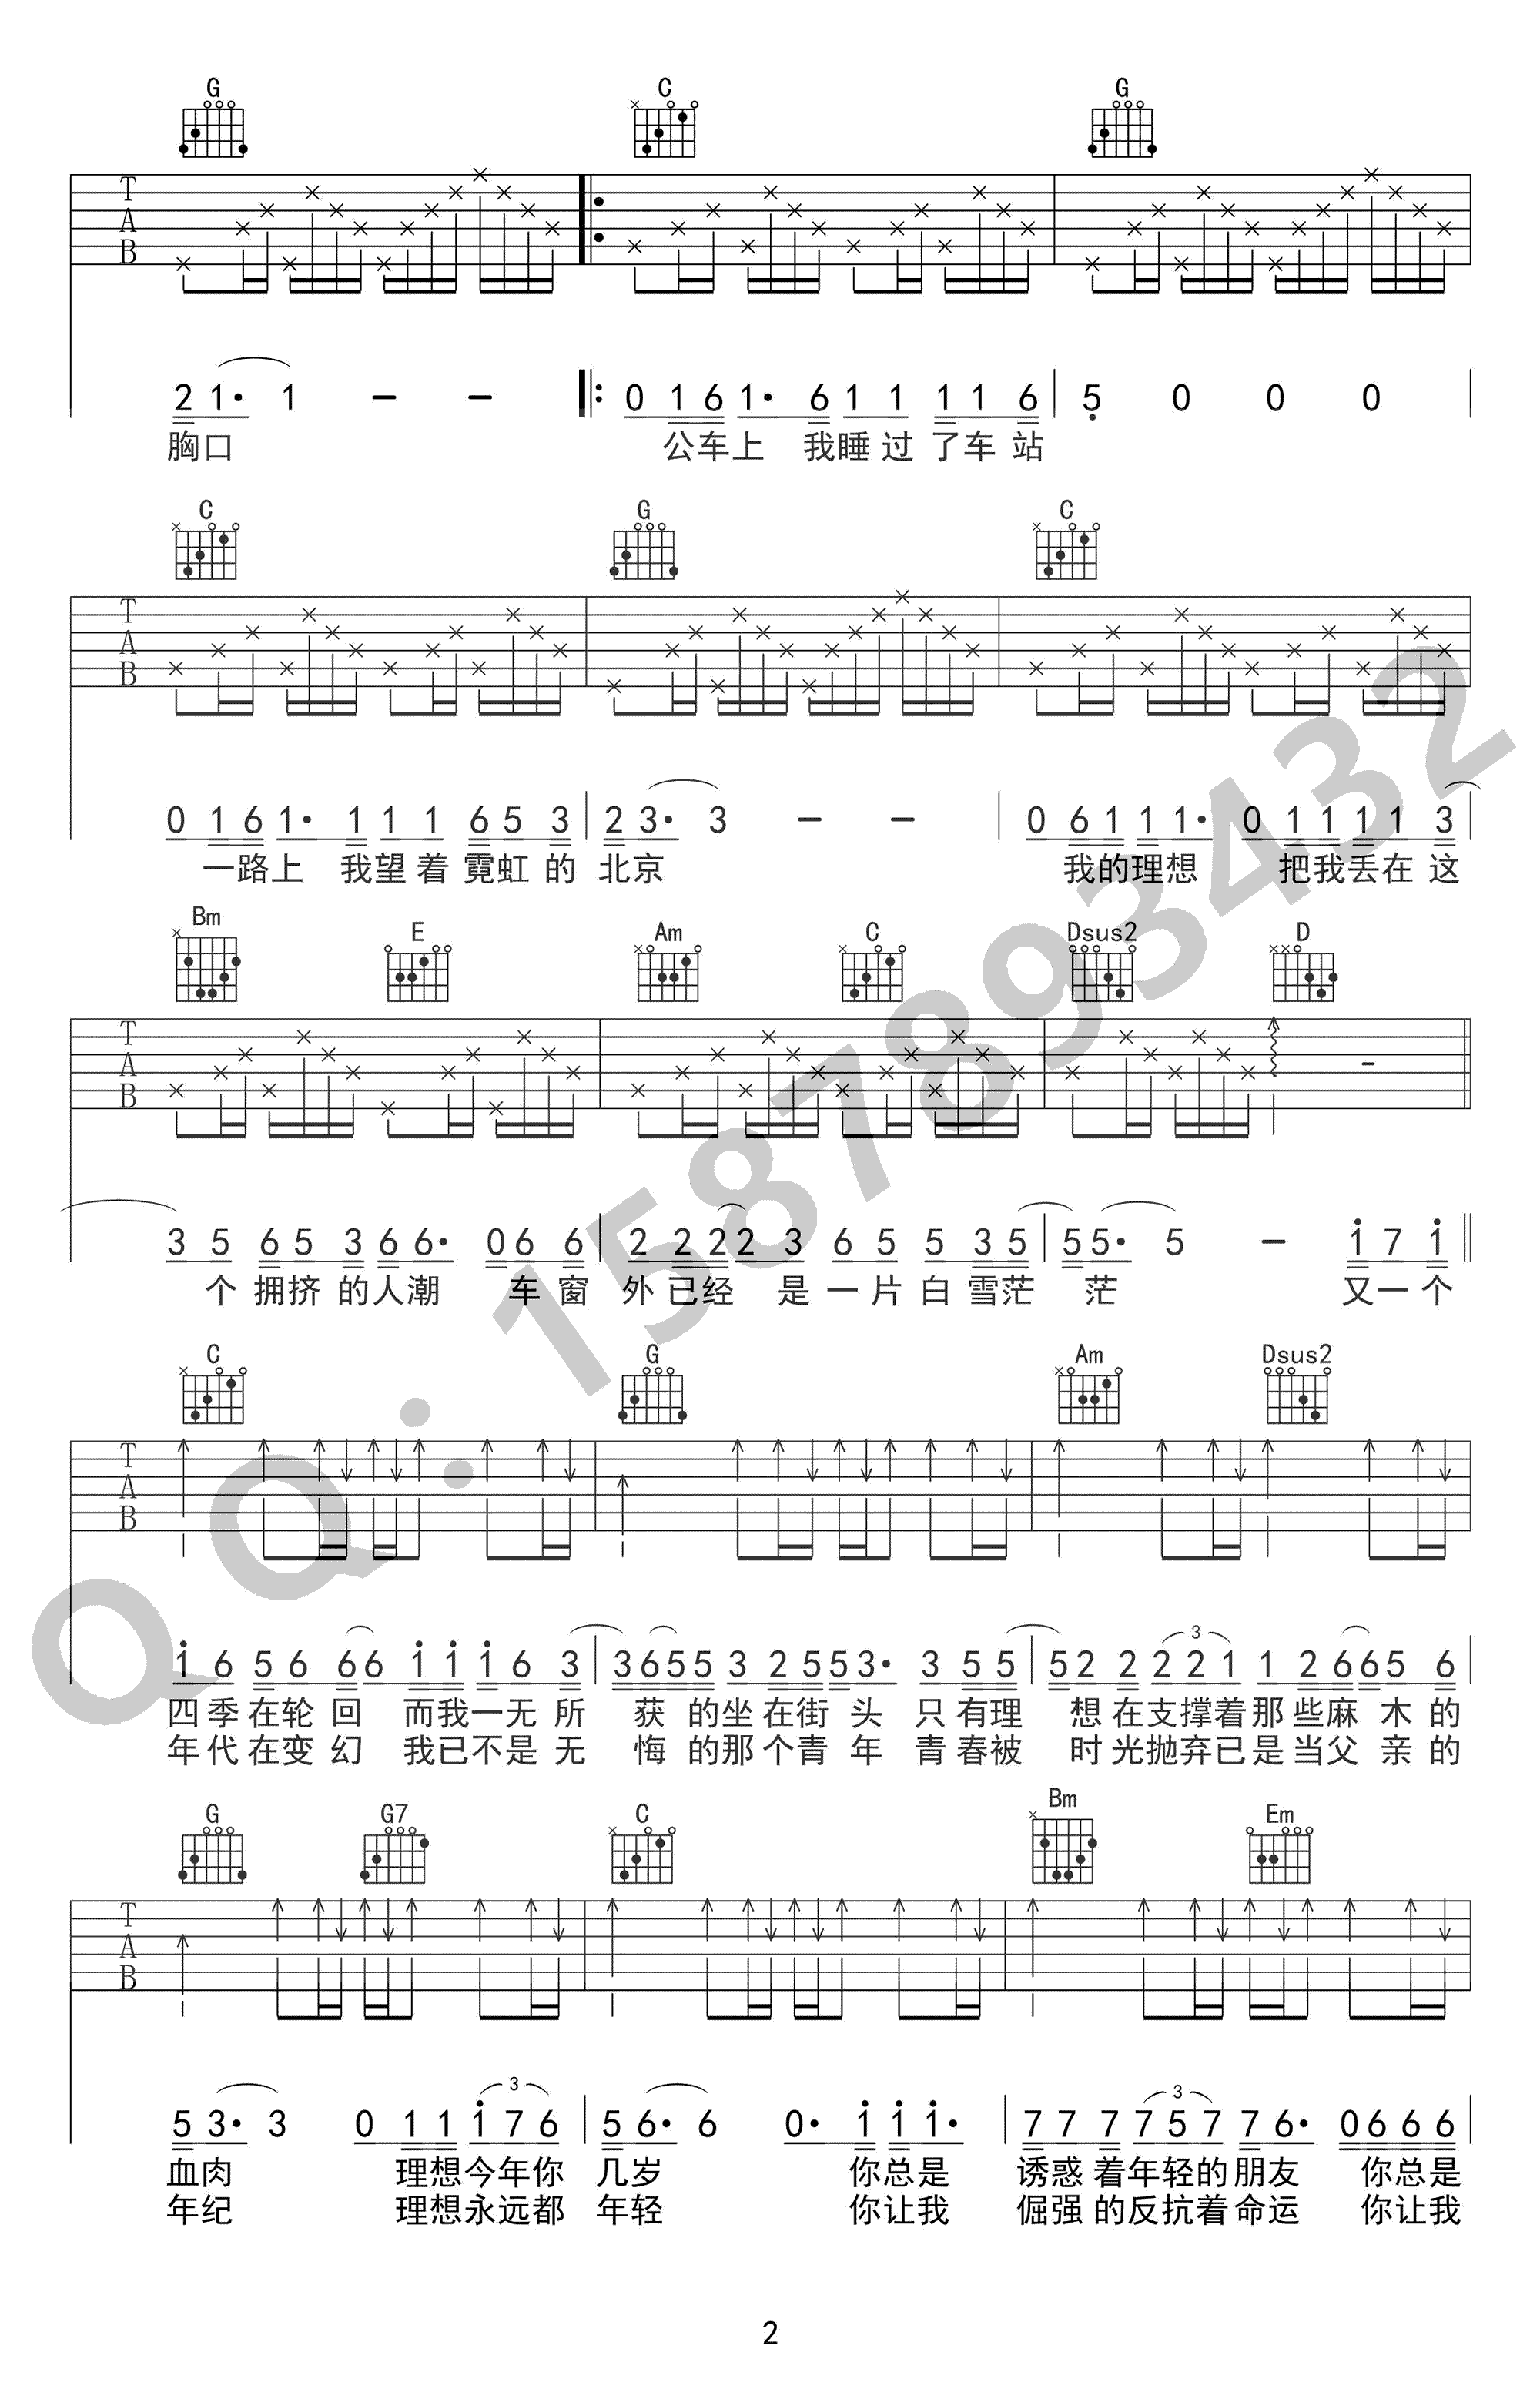 G C G
T A B
2 1· 1 - - 0 1 6 1· 6 1 1 1 1 6 5 0 0 0
胸口 公车上 我睡过了车站
C G C
T A B
0 1 6 1· 1 1 1 6 5 3 2 3· 3 - - 0 6 1 1 1· 0 1 1 1 1 3
一路上 我望着霓虹的 北京 我的理想 把我丢在这
Bm E Am C Dsus2 D
T A B
3 5 6 5 3 6 6· 0 6 6 2 2 2 2 3 6 5 5 3 5 5 5· 5 - 1 7 1
个拥挤的人潮 车窗 外已经 是一片白雪茫 茫 又一个
C G Am Dsus2
T A B
3
1 6 5 6 6 6 1 1 1 6 3 3 6 5 5 3 2 5 5 3· 3 5 5 5 2 2 2 2 1 1 2 6 6 5 6
四季在轮回 而我一无所 获 的坐在街头 只有理 想在支撑着那些麻木的
年代在变幻 我已不是无 悔 的那个青年 青春被 时光抛弃已是当父亲的
G G7 C Bm Em
T A B
3 3
5 3· 3 0 1 1 1 7 6 5 6· 6 0· 1 1 1· 7 7 7 7 5 7 7 6· 0 6 6 6
血肉 理想今年你 几岁 你总是 诱惑着年轻的朋友 你总是
年纪 理想永远都 年轻 你让我 倔强的反抗着命运 你让我
2
QQ:1587893432